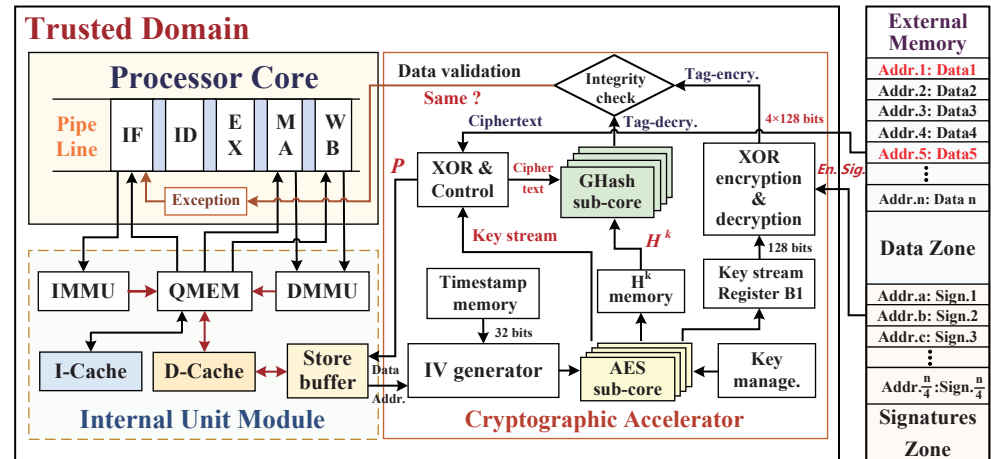 Trusted Domain
Processor Core
Pipe
Line
IF
ID
E
X
M
A
W
B
Exception
IMMU
QMEM
DMMU
I-Cache
D-Cache
Store
buffer
Internal Unit Module
Data validation
Same ?
Integrity
check
Tag-encry.
Ciphertext
Tag-decry.
4×128 bits
P
XOR &
Control
Cipher
text
GHash
sub-core
XOR
encryption
&
decryption
En. Sig.
Key stream
H k
128 bits
Timestamp
memory
Hk
memory
Key stream
Register B1
32 bits
Data
Addr.
IV generator
AES
sub-core
Key
manage.
Cryptographic Accelerator
External
Memory
Addr.1: Data1
Addr.2: Data2
Addr.3: Data3
Addr.4: Data4
Addr.5: Data5
⋮
Addr.n: Data n
Data Zone
Addr.a: Sign.1
Addr.b: Sign.2
Addr.c: Sign.3
⋮
Addr.n/4:Sign.n/4
Signatures
Zone